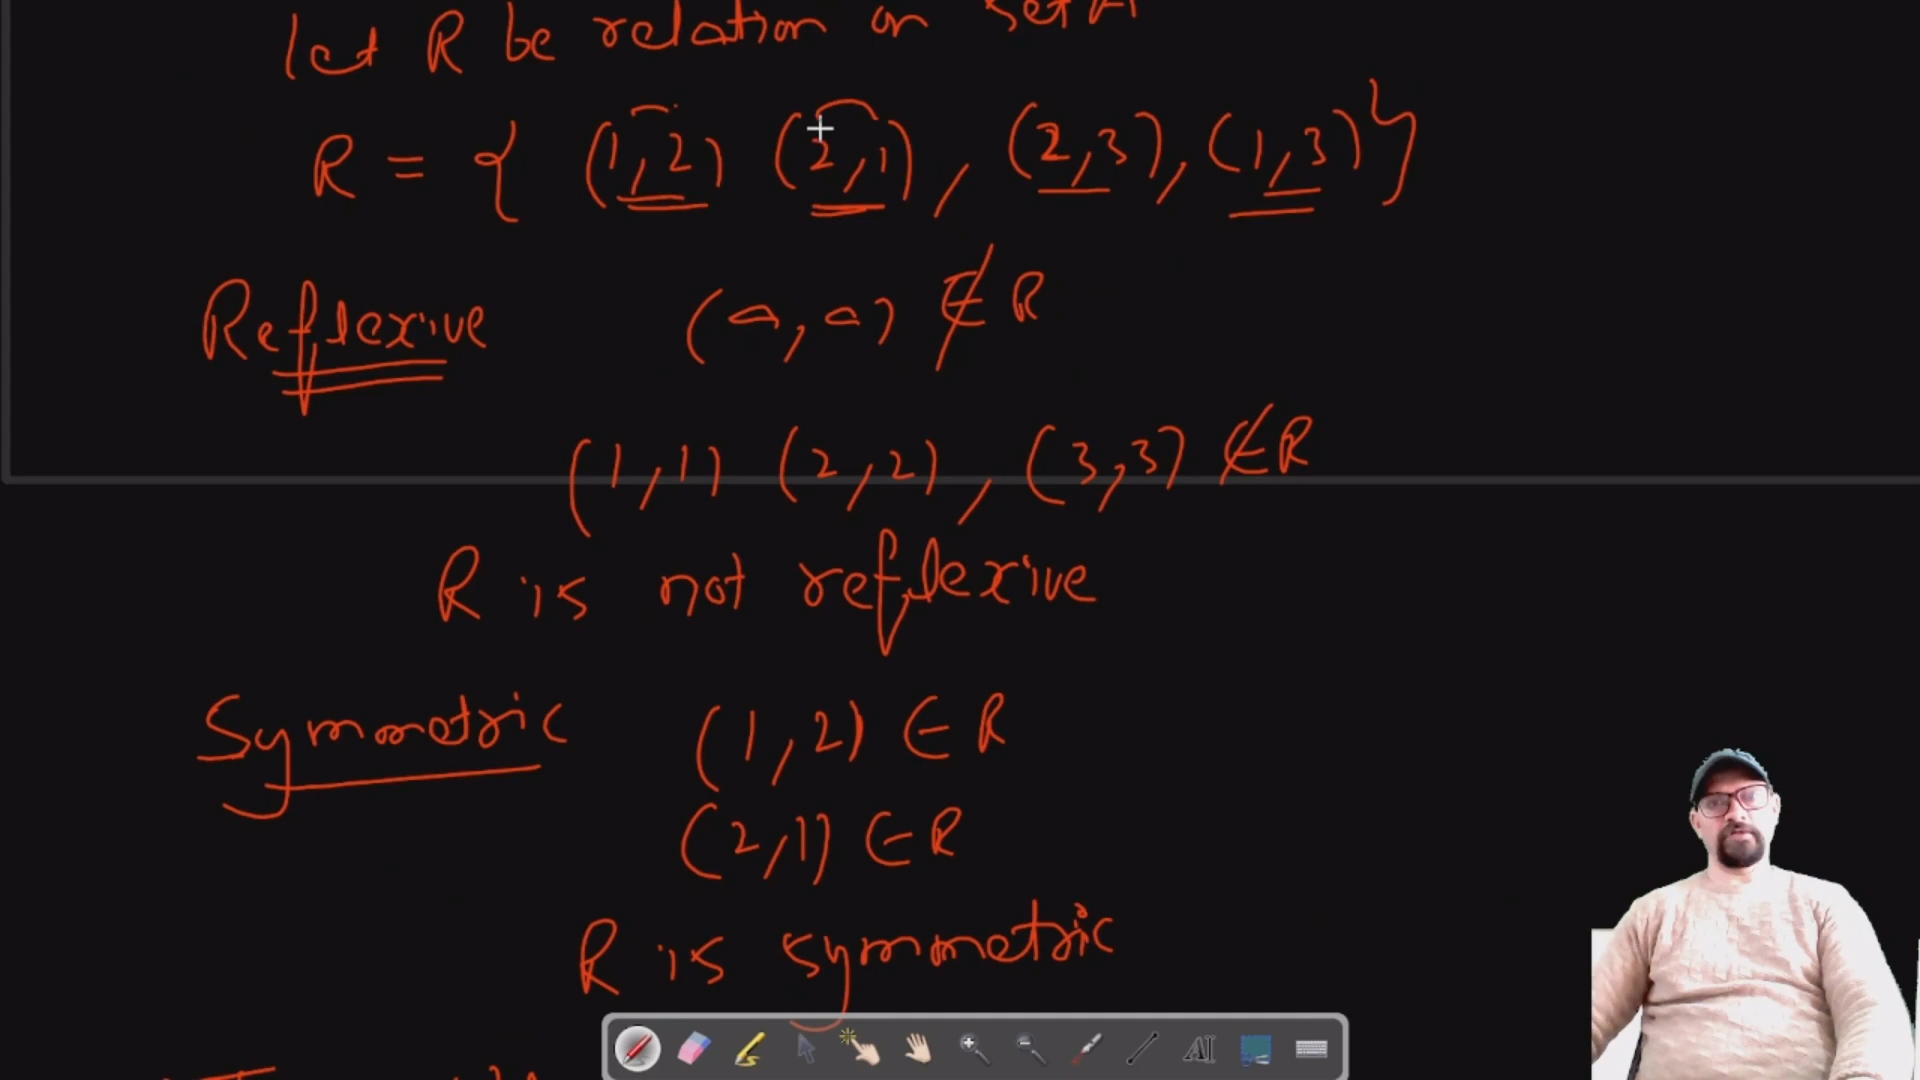 let R be relation on set A
R = { (1,2) (2,1) , (2,3) , (1,3) }
Reflexive (a,a) ∉ R
(1,1) (2,2) , (3,3) ∉ R
R is not reflexive
Symmetric (1,2) ∈ R
(2,1) ∈ R
R is symmetric
AI